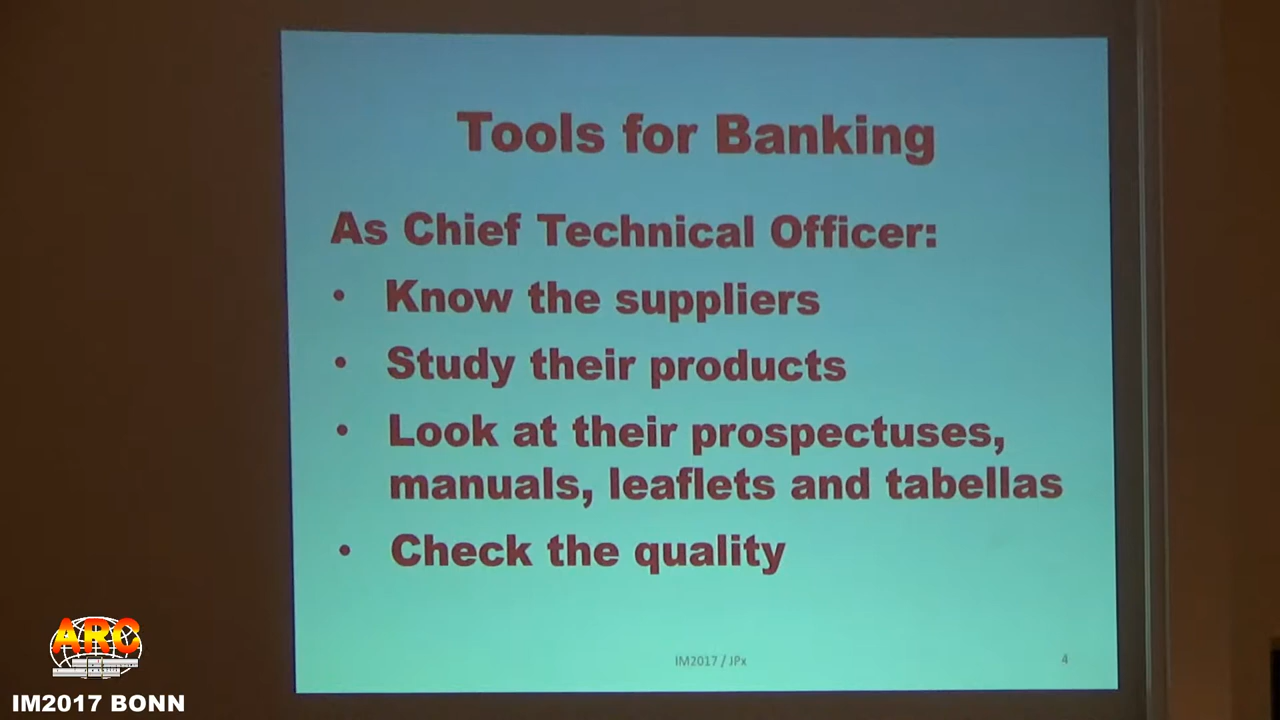 Tools for Banking
As Chief Technical Officer:
• Know the suppliers
• Study their products
• Look at their prospectuses,
manuals, leaflets and tabellas
• Check the quality
IM2017 / JPx
4
ARC
IM2017 BONN